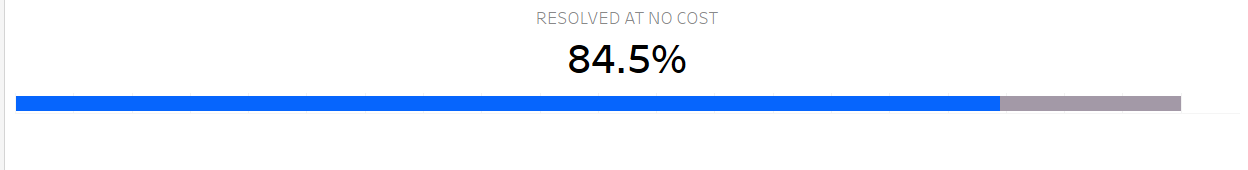 RESOLVED AT NO COST
84.5%